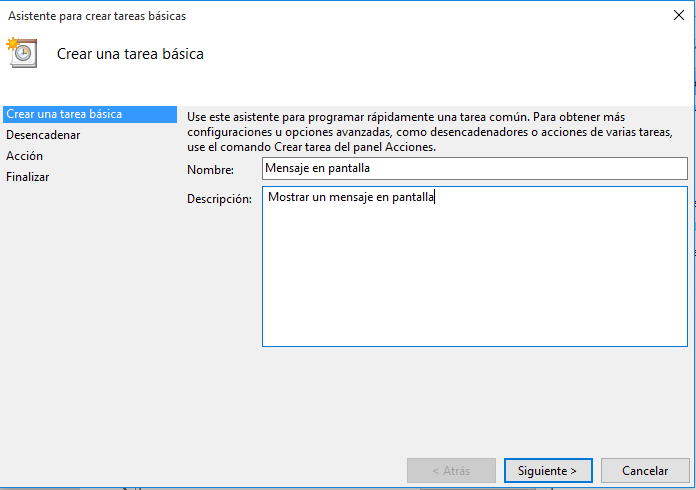 Asistente para crear tareas básicas
Crear una tarea básica
Crear una tarea básica
Desencadenar
Acción
Finalizar
Use este asistente para programar rápidamente una tarea común. Para obtener más
configuraciones u opciones avanzadas, como desencadenadores o acciones de varias tareas,
use el comando Crear tarea del panel Acciones.
Nombre: Mensaje en pantalla
Descripción: Mostrar un mensaje en pantalla
< Atrás Siguiente > Cancelar